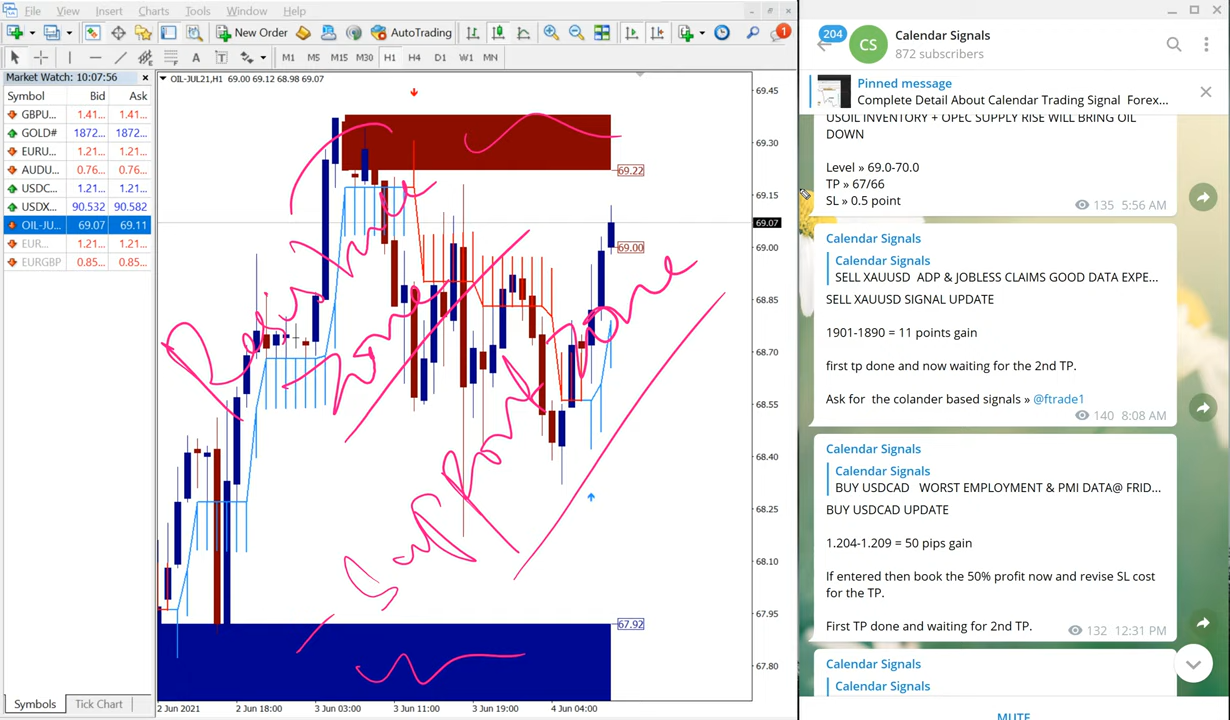 File View Insert Charts Tools Window Help
New Order AutoTrading 1
A T M1 M5 M15 M30 H1 H4 D1 W1 MN
Market Watch: 10:07:56
Symbol Bid Ask
GBPU... 1.41... 1.41...
GOLD# 1872... 1872...
EURU... 1.21... 1.21...
AUDU... 0.76... 0.76...
USDC... 1.21... 1.21...
USDX... 90.532 90.582
OIL-JU... 69.07 69.11
EUR... 1.21... 1.21...
EURGBP 0.85... 0.85...
Symbols Tick Chart
OIL-JUL21,H1 69.00 69.12 68.98 69.07
69.22
69.00
67.92
69.45
69.30
69.15
69.07
69.00
68.85
68.70
68.55
68.40
68.25
68.10
67.95
67.80
2 Jun 2021 2 Jun 18:00 3 Jun 03:00 3 Jun 11:00 3 Jun 19:00 4 Jun 04:00
zone
zone
204
CS
Calendar Signals
872 subscribers
Pinned message
Complete Detail About Calendar Trading Signal Forex...
USOIL INVENTORY + OPEC SUPPLY RISE WILL BRING OIL
DOWN
Level » 69.0-70.0
TP » 67/66
SL » 0.5 point
135 5:56 AM
Calendar Signals
Calendar Signals
SELL XAUUSD ADP & JOBLESS CLAIMS GOOD DATA EXPE...
SELL XAUUSD SIGNAL UPDATE
1901-1890 = 11 points gain
first tp done and now waiting for the 2nd TP.
Ask for the colander based signals » @ftrade1
140 8:08 AM
Calendar Signals
Calendar Signals
BUY USDCAD WORST EMPLOYMENT & PMI DATA@ FRID...
BUY USDCAD UPDATE
1.204-1.209 = 50 pips gain
If entered then book the 50% profit now and revise SL cost
for the TP.
First TP done and waiting for 2nd TP.
132 12:31 PM
Calendar Signals
Calendar Signals
MUTE